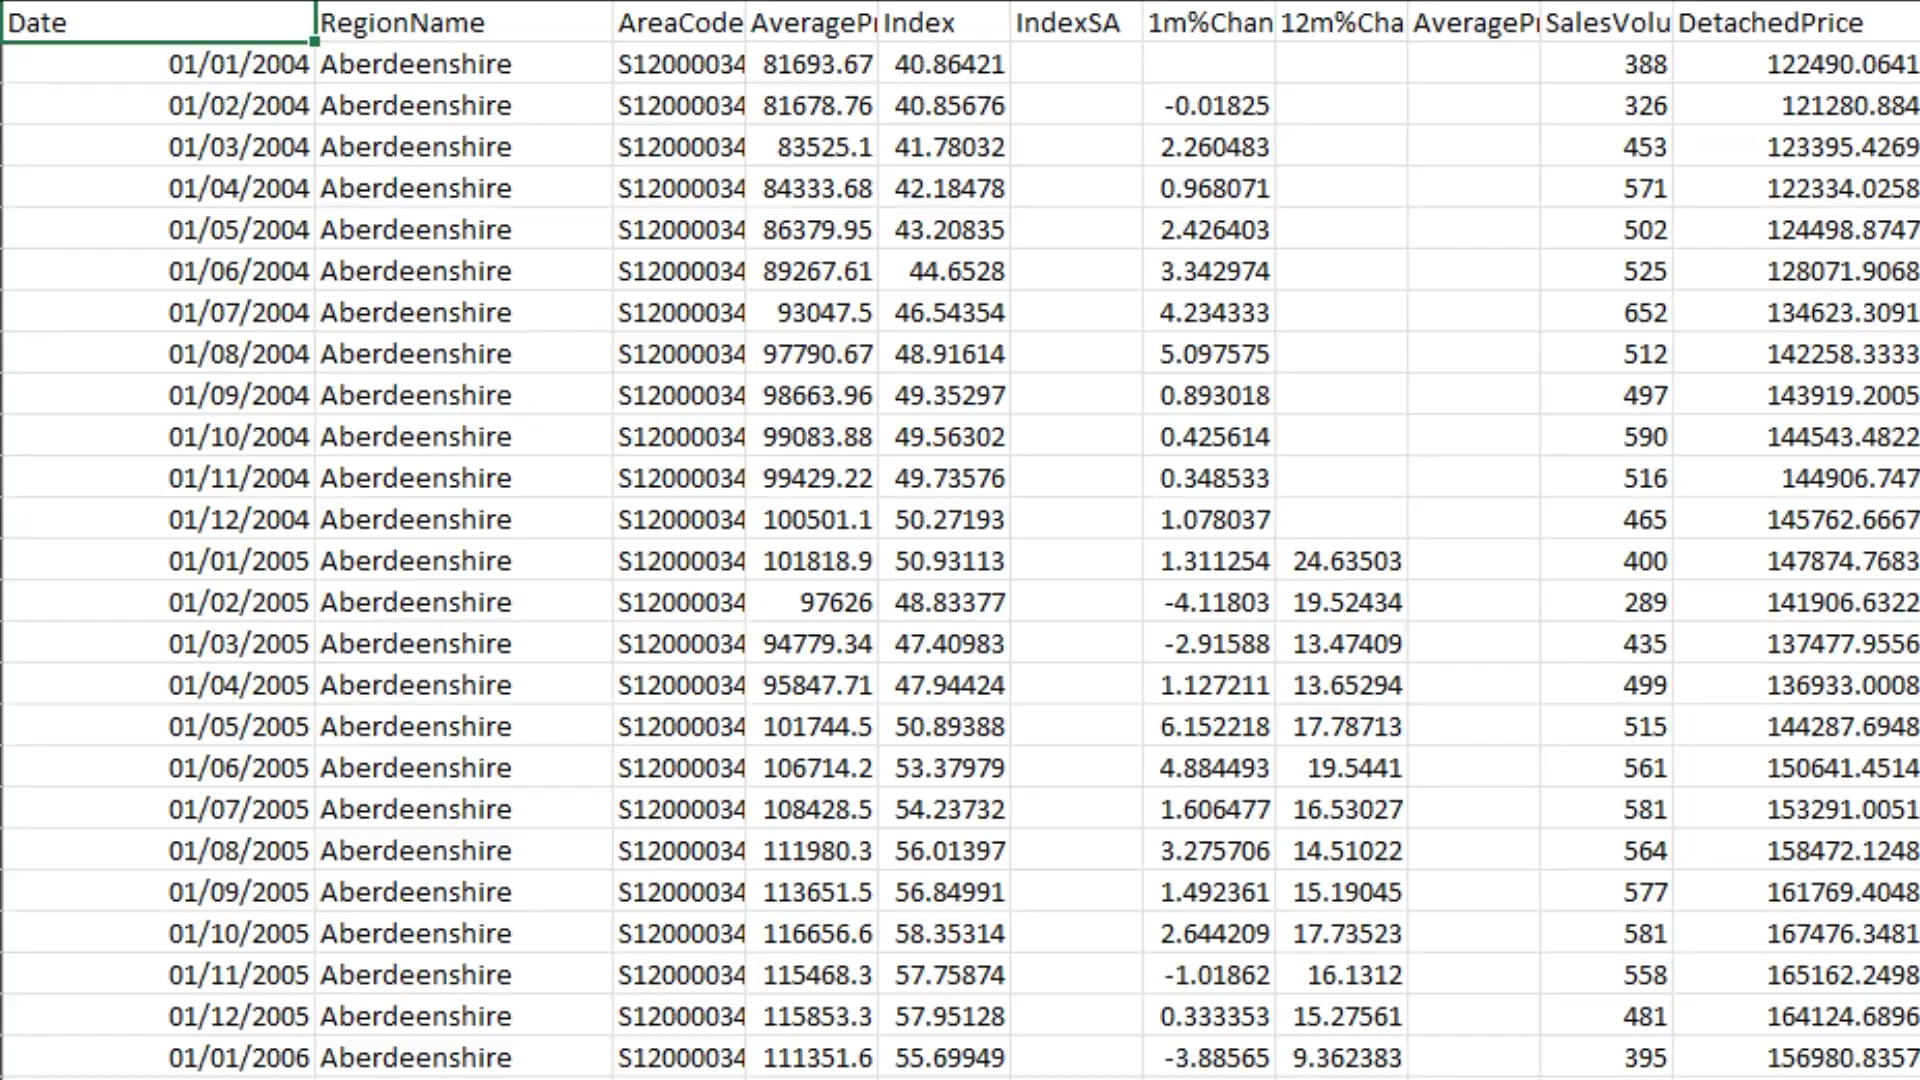 Date RegionName AreaCode AveragePr Index IndexSA 1m%Chan 12m%Cha AveragePr SalesVolu DetachedPrice
01/01/2004 Aberdeenshire S12000034 81693.67 40.86421 388 122490.0641
01/02/2004 Aberdeenshire S12000034 81678.76 40.85676 -0.01825 326 121280.884
01/03/2004 Aberdeenshire S12000034 83525.1 41.78032 2.260483 453 123395.4269
01/04/2004 Aberdeenshire S12000034 84333.68 42.18478 0.968071 571 122334.0258
01/05/2004 Aberdeenshire S12000034 86379.95 43.20835 2.426403 502 124498.8747
01/06/2004 Aberdeenshire S12000034 89267.61 44.6528 3.342974 525 128071.9068
01/07/2004 Aberdeenshire S12000034 93047.5 46.54354 4.234333 652 134623.3091
01/08/2004 Aberdeenshire S12000034 97790.67 48.91614 5.097575 512 142258.3333
01/09/2004 Aberdeenshire S12000034 98663.96 49.35297 0.893018 497 143919.2005
01/10/2004 Aberdeenshire S12000034 99083.88 49.56302 0.425614 590 144543.4822
01/11/2004 Aberdeenshire S12000034 99429.22 49.73576 0.348533 516 144906.747
01/12/2004 Aberdeenshire S12000034 100501.1 50.27193 1.078037 465 145762.6667
01/01/2005 Aberdeenshire S12000034 101818.9 50.93113 1.311254 24.63503 400 147874.7683
01/02/2005 Aberdeenshire S12000034 97626 48.83377 -4.11803 19.52434 289 141906.6322
01/03/2005 Aberdeenshire S12000034 94779.34 47.40983 -2.91588 13.47409 435 137477.9556
01/04/2005 Aberdeenshire S12000034 95847.71 47.94424 1.127211 13.65294 499 136933.0008
01/05/2005 Aberdeenshire S12000034 101744.5 50.89388 6.152218 17.78713 515 144287.6948
01/06/2005 Aberdeenshire S12000034 106714.2 53.37979 4.884493 19.5441 561 150641.4514
01/07/2005 Aberdeenshire S12000034 108428.5 54.23732 1.606477 16.53027 581 153291.0051
01/08/2005 Aberdeenshire S12000034 111980.3 56.01397 3.275706 14.51022 564 158472.1248
01/09/2005 Aberdeenshire S12000034 113651.5 56.84991 1.492361 15.19045 577 161769.4048
01/10/2005 Aberdeenshire S12000034 116656.6 58.35314 2.644209 17.73523 581 167476.3481
01/11/2005 Aberdeenshire S12000034 115468.3 57.75874 -1.01862 16.1312 558 165162.2498
01/12/2005 Aberdeenshire S12000034 115853.3 57.95128 0.333353 15.27561 481 164124.6896
01/01/2006 Aberdeenshire S12000034 111351.6 55.69949 -3.88565 9.362383 395 156980.8357